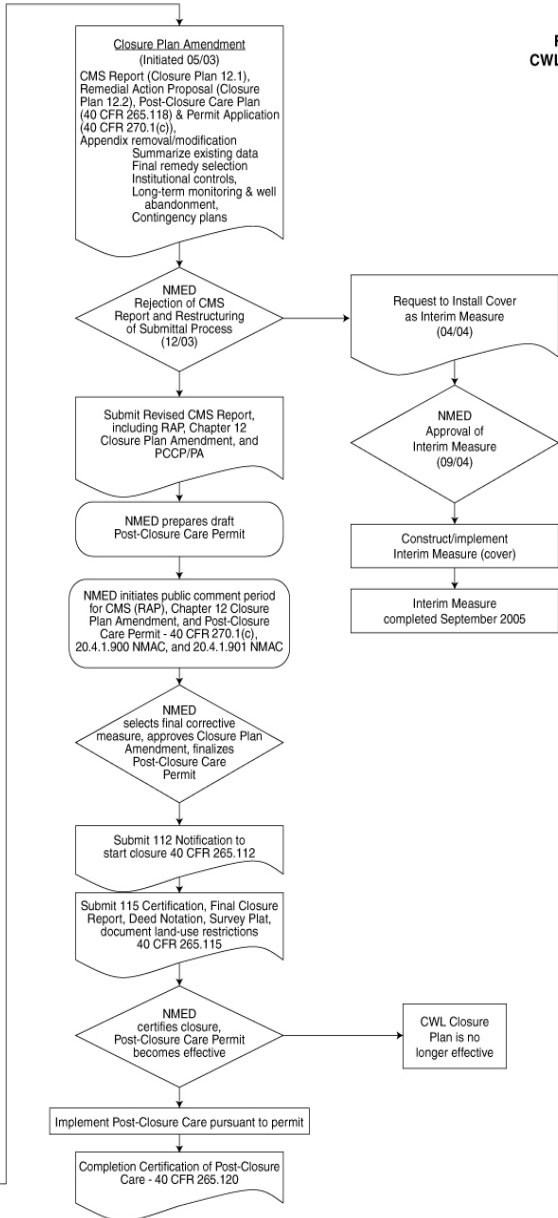 F
CWL
Closure Plan Amendment
(Initiated 05/03)
CMS Report (Closure Plan 12.1),
Remedial Action Proposal (Closure
Plan 12.2), Post-Closure Care Plan
(40 CFR 265.118) & Permit Application
(40 CFR 270.1(c)),
Appendix removal/modification
Summarize existing data
Final remedy selection
Institutional controls,
Long-term monitoring & well
abandonment,
Contingency plans
NMED
Rejection of CMS
Report and Restructuring
of Submittal Process
(12/03)
Request to Install Cover
as Interim Measure
(04/04)
Submit Revised CMS Report,
including RAP, Chapter 12
Closure Plan Amendment, and
PCCP/PA
NMED
Approval of
Interim Measure
(09/04)
NMED prepares draft
Post-Closure Care Permit
Construct/implement
Interim Measure (cover)
NMED initiates public comment period
for CMS (RAP), Chapter 12 Closure
Plan Amendment, and Post-Closure
Care Permit - 40 CFR 270.1(c),
20.4.1.900 NMAC, and 20.4.1.901 NMAC
Interim Measure
completed September 2005
NMED
selects final corrective
measure, approves Closure Plan
Amendment, finalizes
Post-Closure Care
Permit
Submit 112 Notification to
start closure 40 CFR 265.112
Submit 115 Certification, Final Closure
Report, Deed Notation, Survey Plat,
document land-use restrictions
40 CFR 265.115
NMED
certifies closure,
Post-Closure Care Permit
becomes effective
CWL Closure
Plan is no
longer effective
Implement Post-Closure Care pursuant to permit
Completion Certification of Post-Closure
Care - 40 CFR 265.120